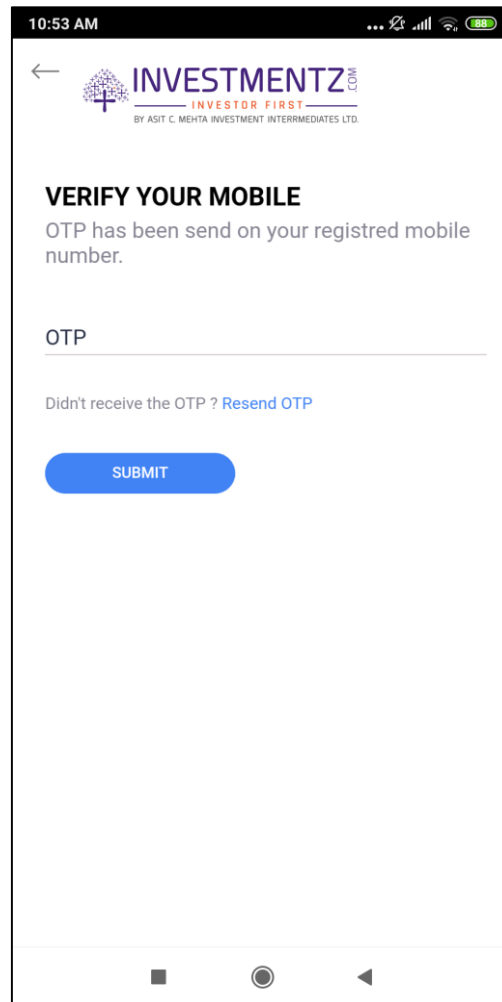 10:53 AM
88
INVESTMENTZ.COM
INVESTOR FIRST
BY ASIT C. MEHTA INVESTMENT INTERRMEDIATES LTD.
VERIFY YOUR MOBILE
OTP has been send on your registred mobile
number.
OTP
Didn't receive the OTP ? Resend OTP
SUBMIT